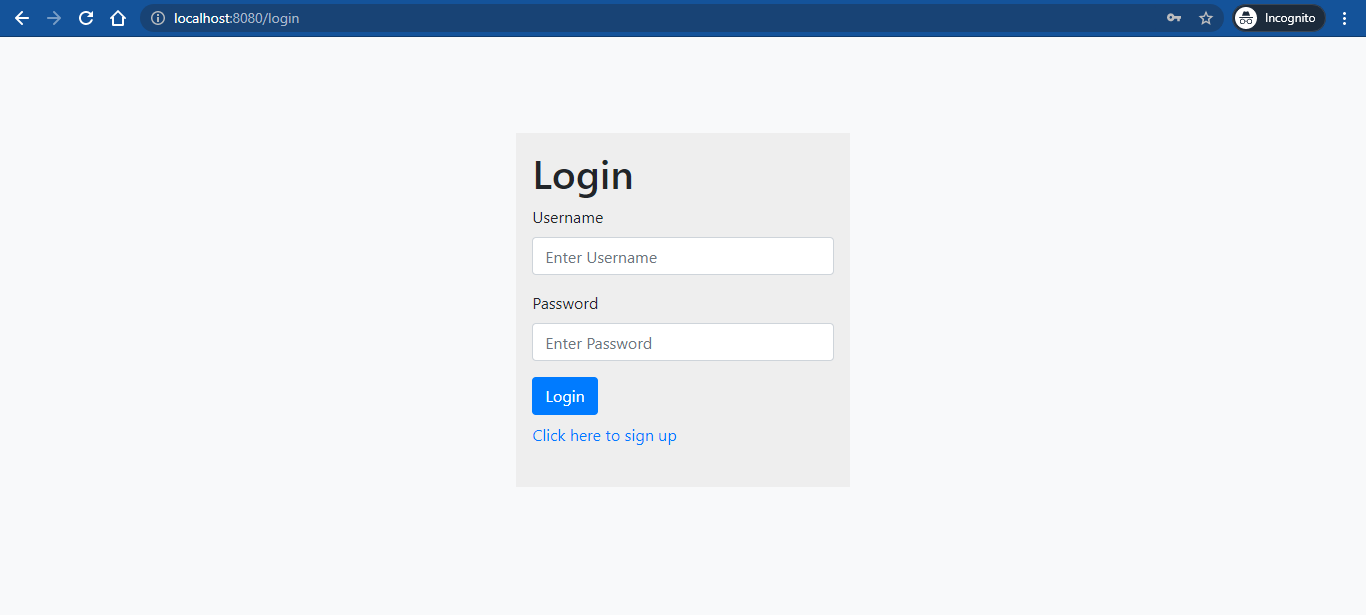 localhost:8080/login
Incognito
Login
Username
Enter Username
Password
Enter Password
Login
Click here to sign up